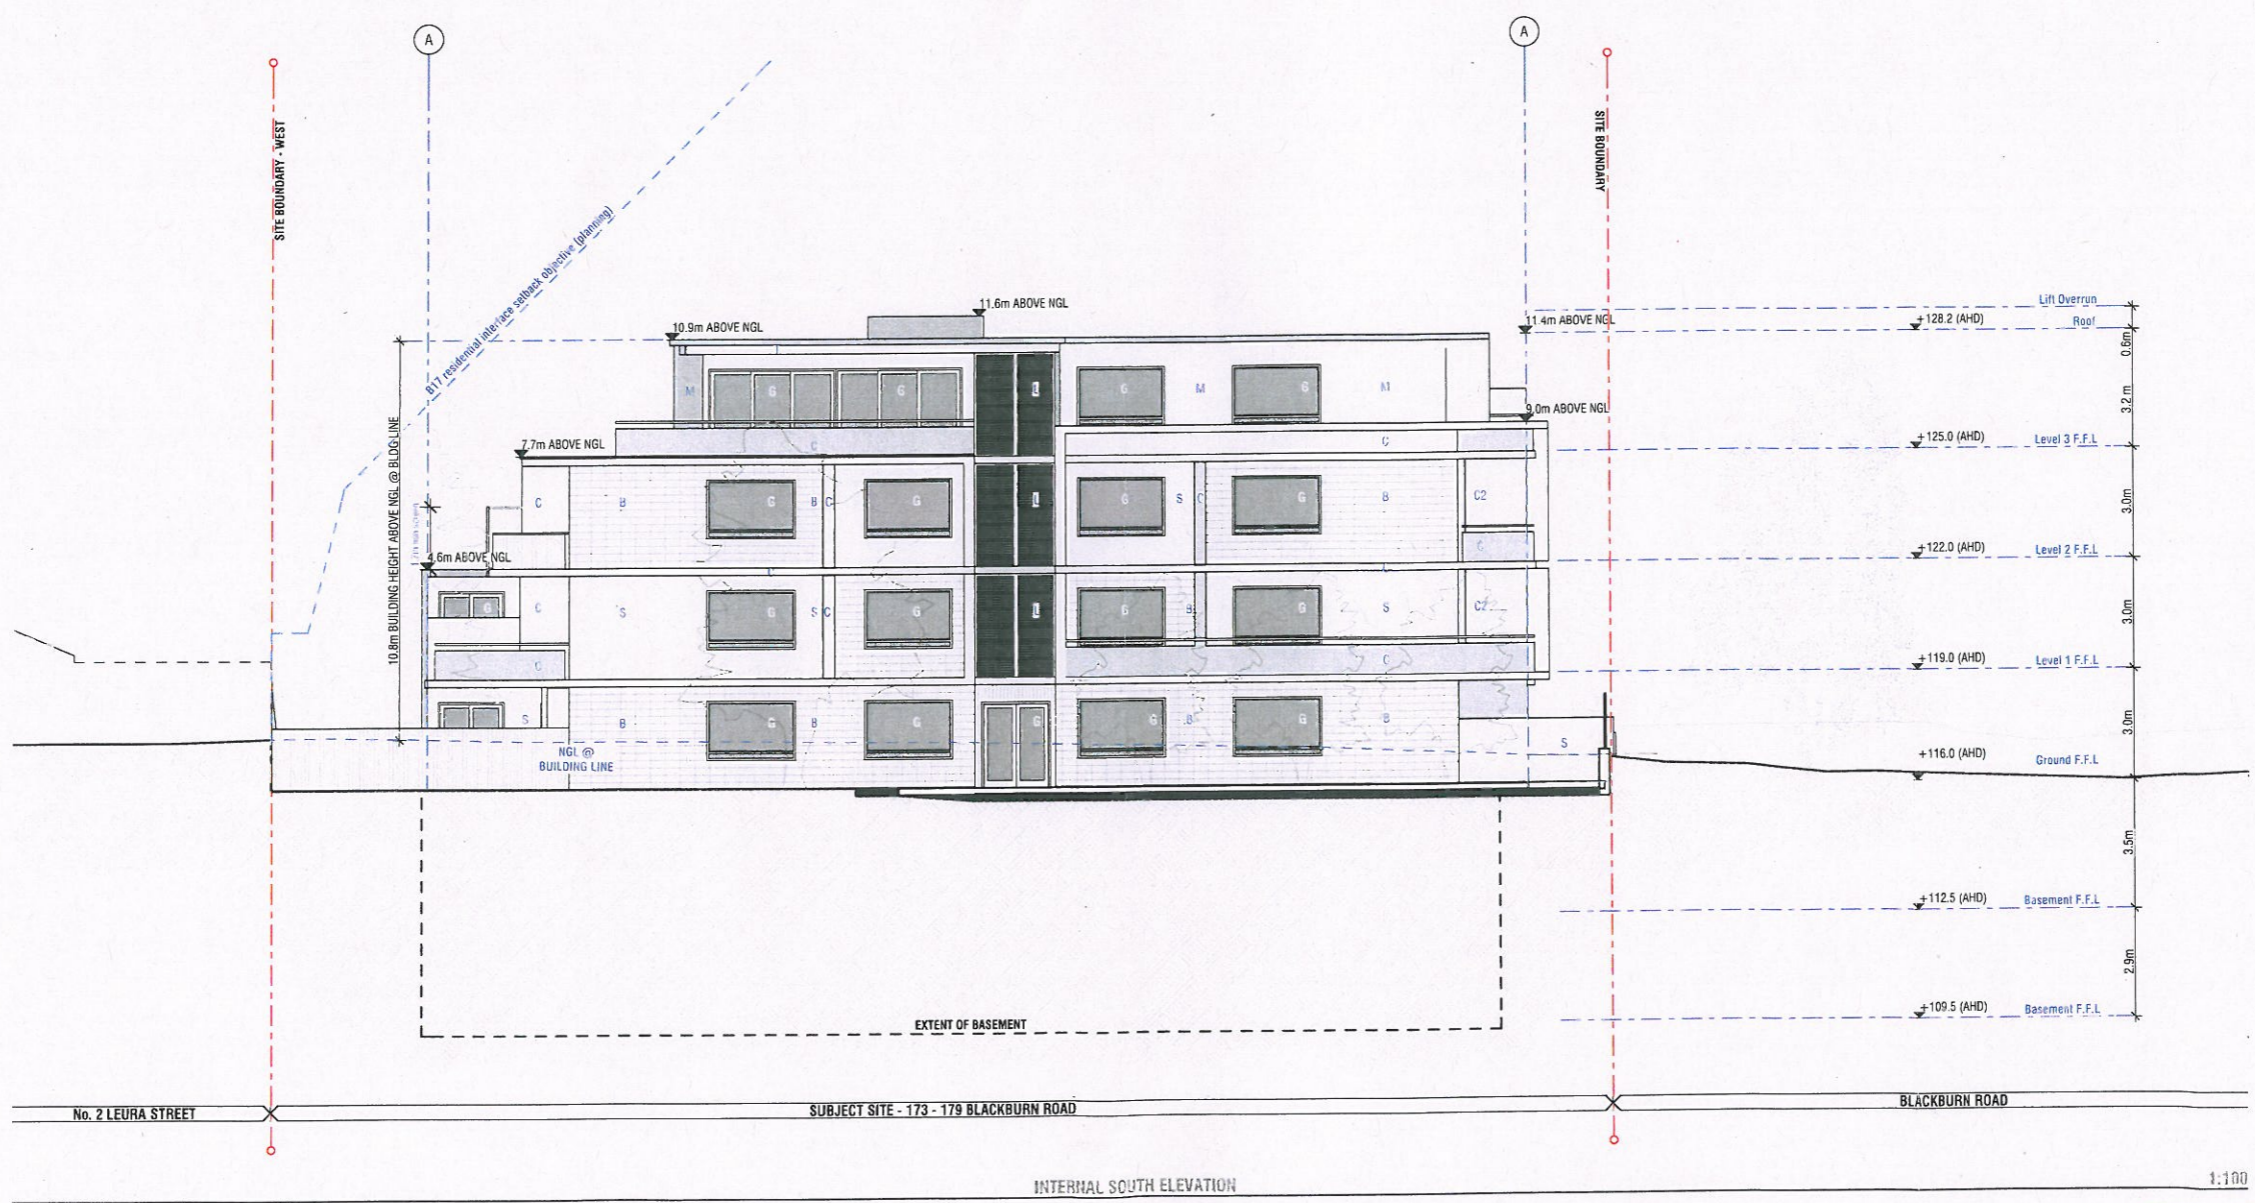 A
A
SITE BOUNDARY - WEST
SITE BOUNDARY
B17 residential interface setback objective (planning)
11.6m ABOVE NGL
10.9m ABOVE NGL
11.4m ABOVE NGL
Lift Overrun
+128.2 (AHD)
Roof
0.6m
M
G
G
L
G
M
G
M
3.2m
9.0m ABOVE NGL
7.7m ABOVE NGL
C
C
+125.0 (AHD)
Level 3 F.F.L
10.8m BUILDING HEIGHT ABOVE NGL @ BLDG LINE
C
B
G
B
C
G
L
G
S
C
G
B
C2
3.0m
C
4.6m ABOVE NGL
+122.0 (AHD)
Level 2 F.F.L
C
C
G
C
S
G
S
C
G
L
G
B
G
S
C2
3.0m
C
C
+119.0 (AHD)
Level 1 F.F.L
S
B
G
B
G
G
G
B
G
B
3.0m
S
NGL @
BUILDING LINE
+116.0 (AHD)
Ground F.F.L
3.5m
+112.5 (AHD)
Basement F.F.L
2.9m
+109.5 (AHD)
Basement F.F.L
EXTENT OF BASEMENT
No. 2 LEURA STREET
SUBJECT SITE - 173 - 179 BLACKBURN ROAD
BLACKBURN ROAD
INTERNAL SOUTH ELEVATION
1:100